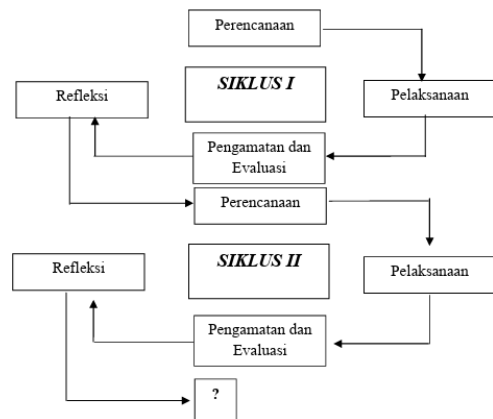 Perencanaan
SIKLUS I
Refleksi
Pelaksanaan
Pengamatan dan
Evaluasi
Perencanaan
SIKLUS II
Refleksi
Pelaksanaan
Pengamatan dan
Evaluasi
?